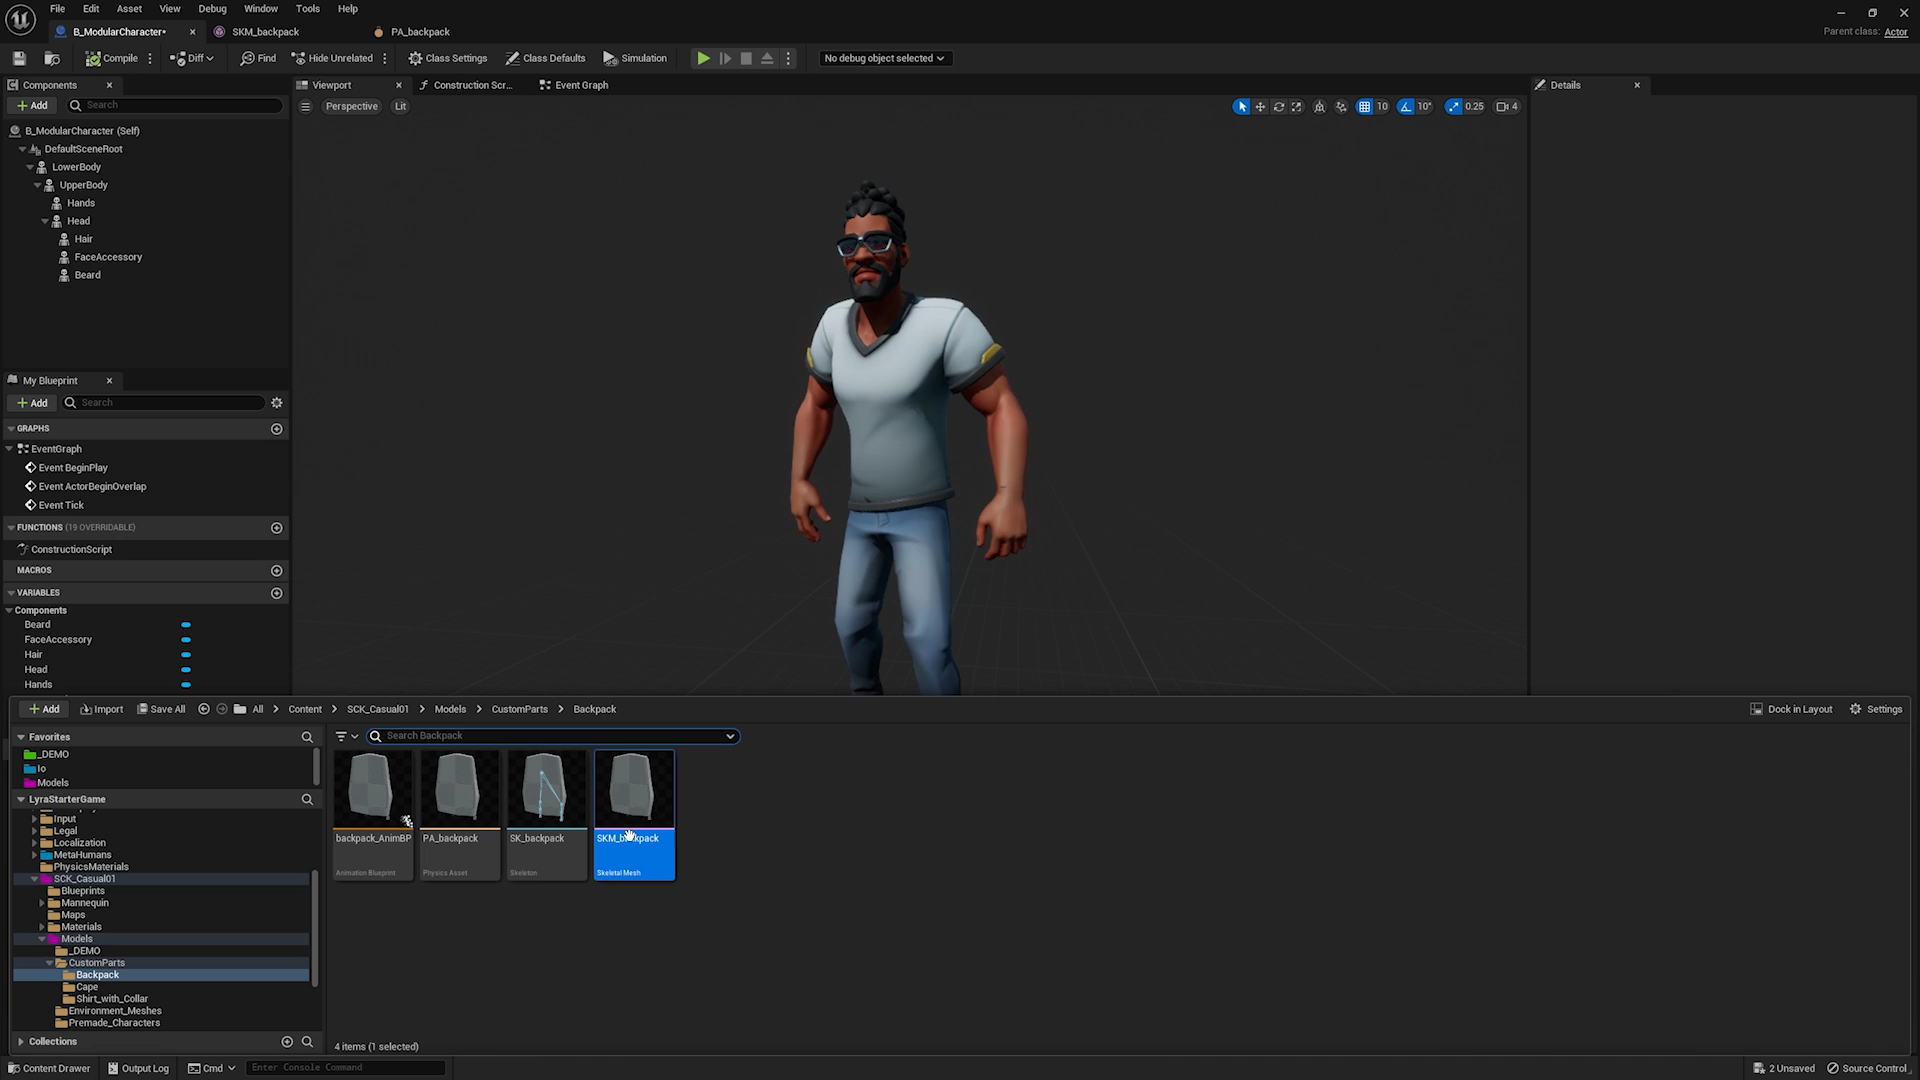 File Edit Asset View Debug Window Tools Help
B_ModularCharacter* SKM_backpack PA_backpack
Parent class: Actor
Compile Diff Find Hide Unrelated Class Settings Class Defaults Simulation No debug object selected
Components
Viewport Construction Scr... Event Graph
Details
Add Search
Perspective Lit
10 10° 0.25 4
B_ModularCharacter (Self)
DefaultSceneRoot
LowerBody
UpperBody
Hands
Head
Hair
FaceAccessory
Beard
My Blueprint
Add Search
GRAPHS
EventGraph
Event BeginPlay
Event ActorBeginOverlap
Event Tick
FUNCTIONS (19 OVERRIDABLE)
ConstructionScript
MACROS
VARIABLES
Components
Beard
FaceAccessory
Hair
Head
Hands
Add Import Save All All Content SCK_Casual01 Models CustomParts Backpack Dock in Layout Settings
Favorites
Search Backpack
_DEMO
Io
Models
LyraStarterGame
Input
Legal
Localization
MetaHumans
PhysicsMaterials
SCK_Casual01
Blueprints
Mannequin
Maps
Materials
Models
_DEMO
CustomParts
Backpack
Cape
Shirt_with_Collar
Environment_Meshes
Premade_Characters
backpack_AnimBP PA_backpack SK_backpack SKM_backpack
Animation Blueprint Physics Asset Skeleton Skeletal Mesh
4 items (1 selected)
Collections
Content Drawer Output Log Cmd Enter Console Command 2 Unsaved Source Control